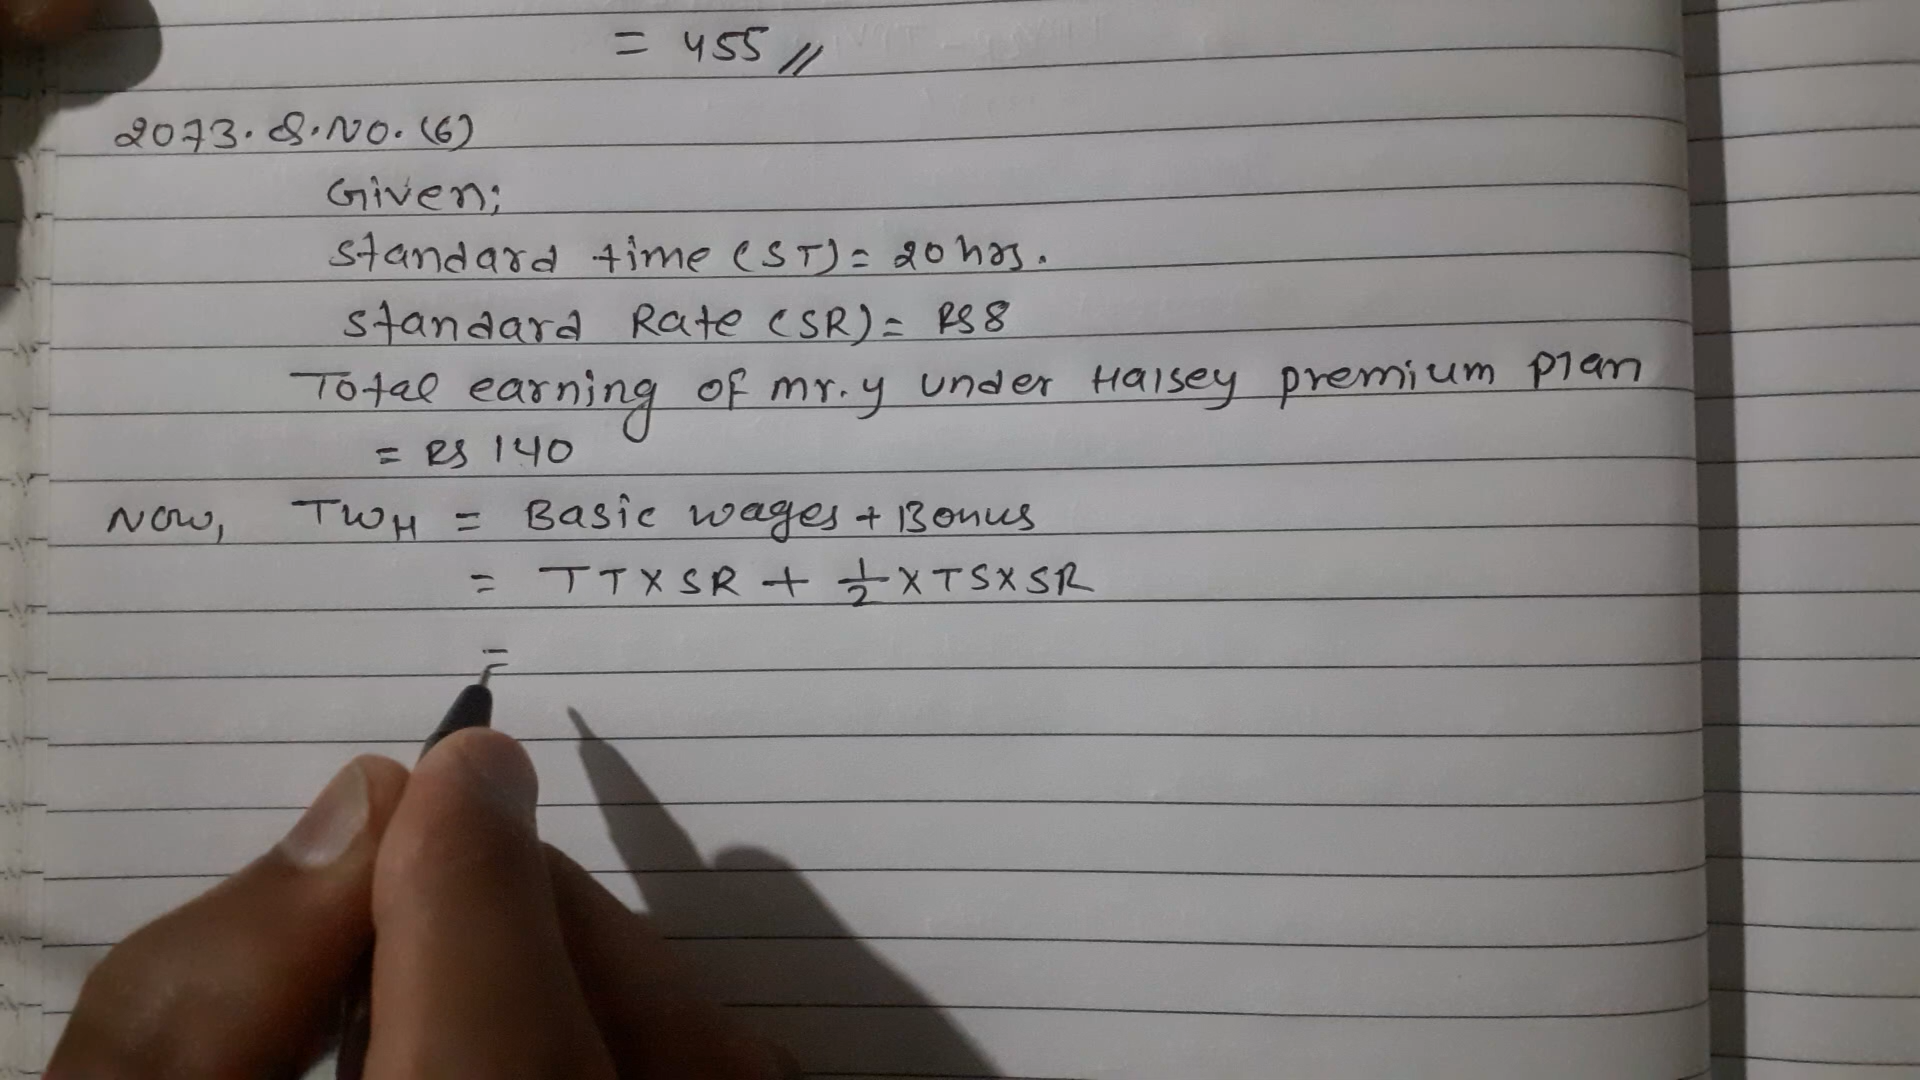 = 455 //
2073. Q.NO. (6)
Given;
standard time (ST) = 20 hrs.
standard Rate (SR) = RS 8
Total earning of mr. y under Halsey premium plan
= RS 140
Now, TWH = Basic wages + Bonus
= TT X SR + 1/2 X TS X SR
=